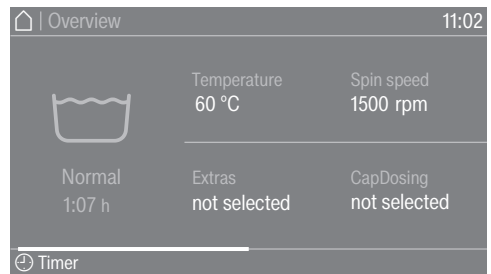 | Overview 11:02
Temperature Spin speed
60 °C 1500 rpm
Normal Extras CapDosing
1:07 h not selected not selected
Timer